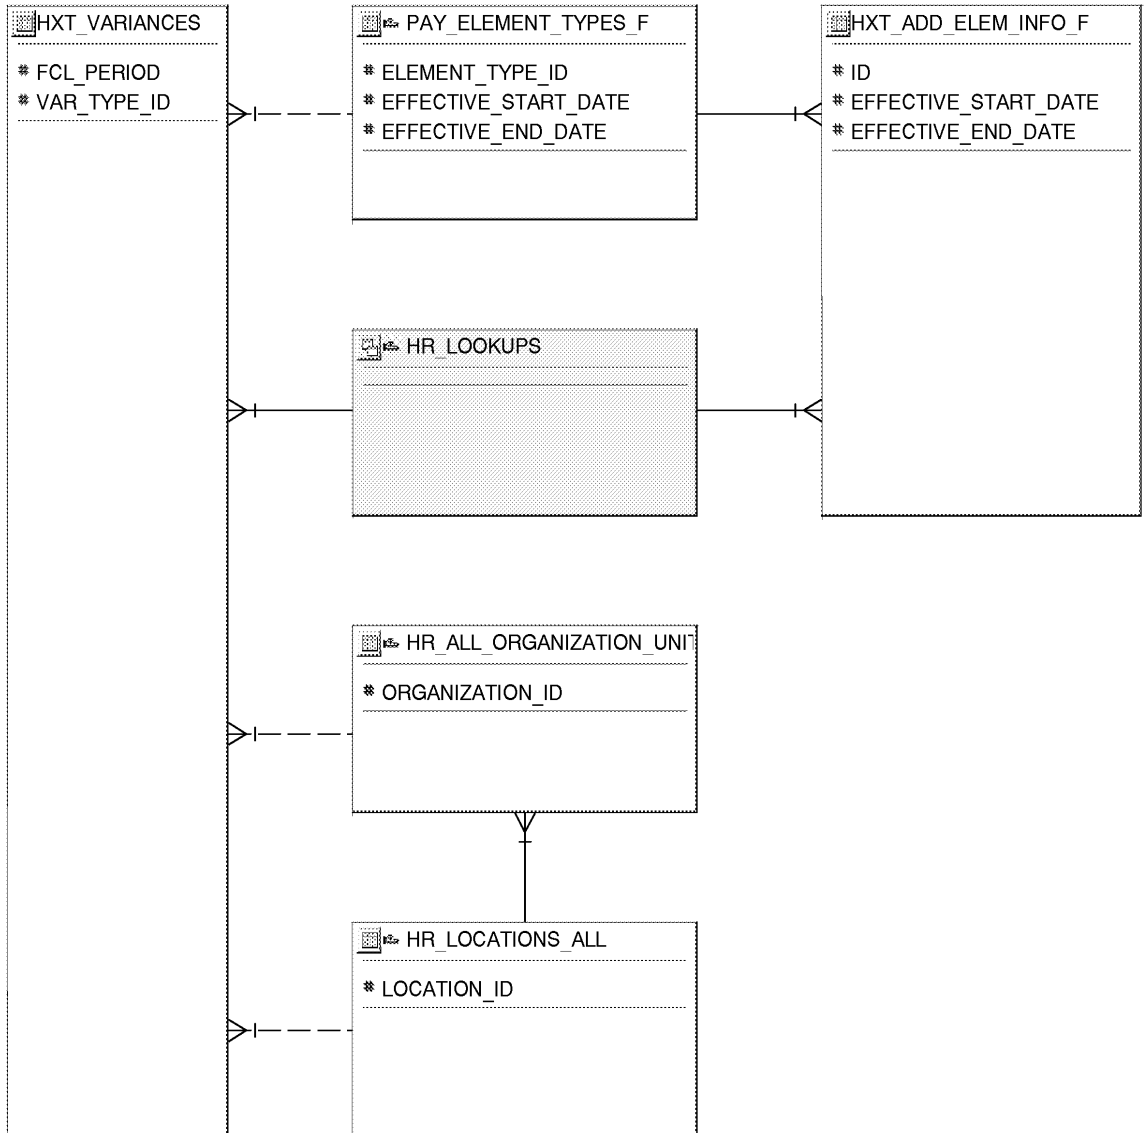 HXT_VARIANCES
# FCL_PERIOD
# VAR_TYPE_ID
PAY_ELEMENT_TYPES_F
# ELEMENT_TYPE_ID
# EFFECTIVE_START_DATE
# EFFECTIVE_END_DATE
HXT_ADD_ELEM_INFO_F
# ID
# EFFECTIVE_START_DATE
# EFFECTIVE_END_DATE
HR_LOOKUPS
HR_ALL_ORGANIZATION_UNIT
# ORGANIZATION_ID
HR_LOCATIONS_ALL
# LOCATION_ID